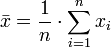 x̄ = 1/n · ∑_{i=1}^{n} x_i